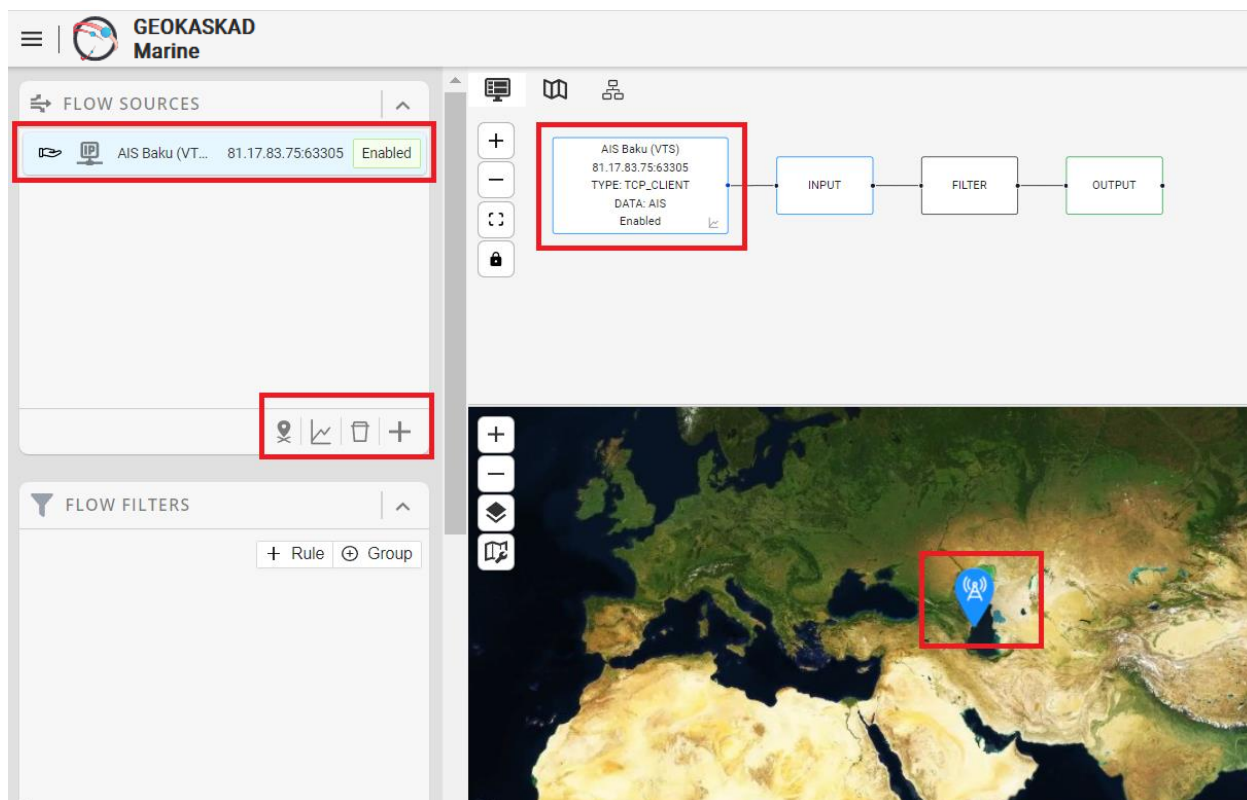 GEOKASKAD
Marine
FLOW SOURCES
IP AIS Baku (VT... 81.17.83.75:63305 Enabled
FLOW FILTERS
+ Rule Group
AIS Baku (VTS)
81.17.83.75:63305
TYPE: TCP_CLIENT
DATA: AIS
Enabled
INPUT
FILTER
OUTPUT